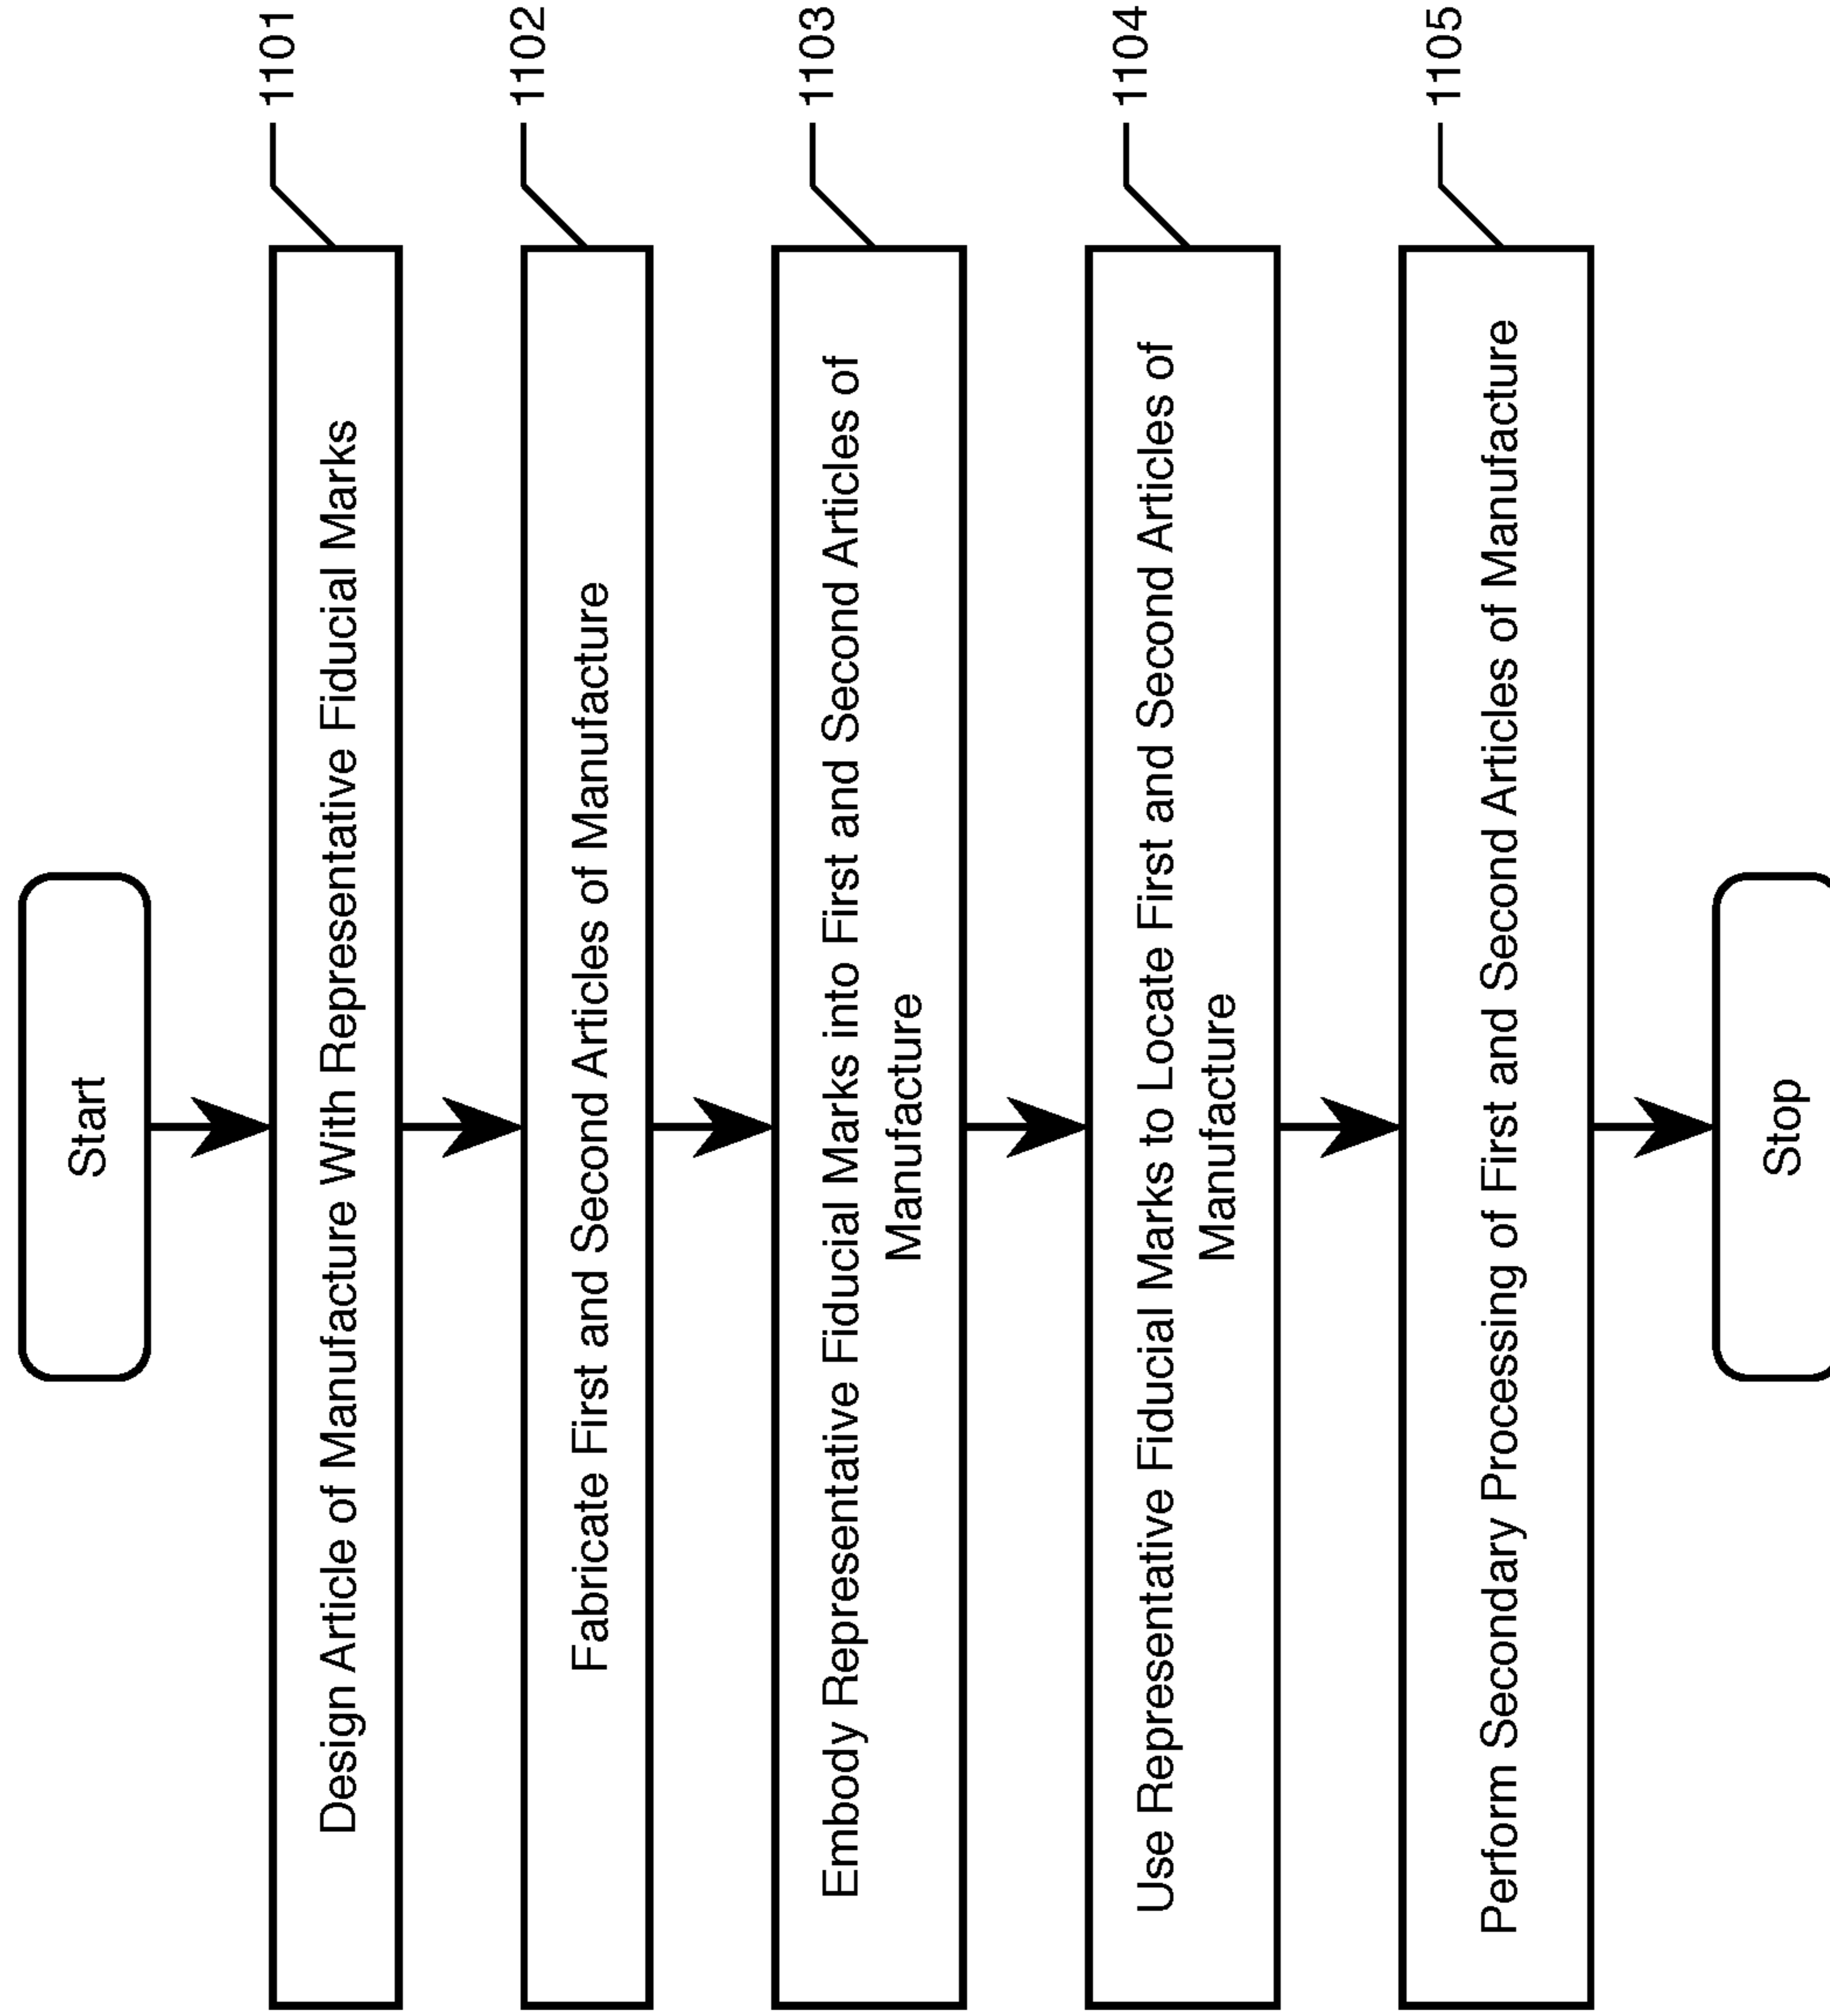 Start
Design Article of Manufacture With Representative Fiducial Marks
1101
Fabricate First and Second Articles of Manufacture
1102
Embody Representative Fiducial Marks into First and Second Articles of
Manufacture
1103
Use Representative Fiducial Marks to Locate First and Second Articles of
Manufacture
1104
Perform Secondary Processing of First and Second Articles of Manufacture
1105
Stop